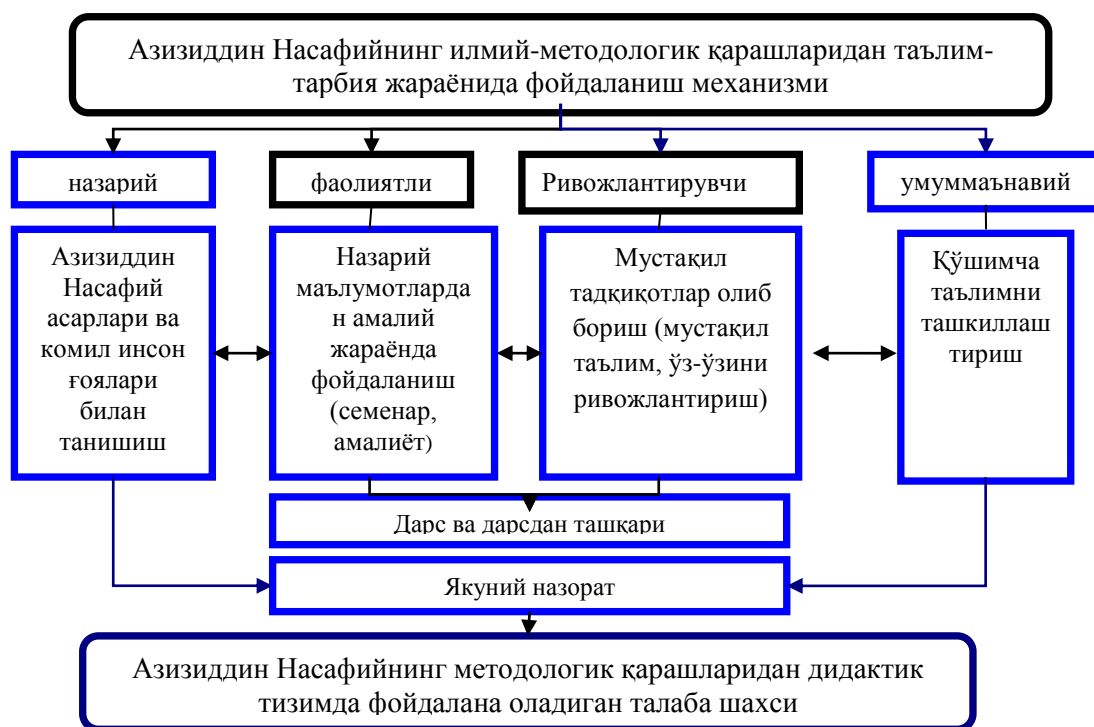 Азизиддин Насафийнинг илмий-методологик қарашларидан таълим-
тарбия жараёнида фойдаланиш механизми
назарий
фаолиятли
Ривожлантирувчи
умуммаънавий
Азизиддин
Насафий
асарлари ва
комил инсон
ғоялари
билан
танишиш
Назарий
маълумотларда
н амалий
жараёнда
фойдаланиш
(семенар,
амалиёт)
Мустақил
тадқиқотлар олиб
бориш (мустақил
таълим, ўз-ўзини
ривожлантириш)
Қўшимча
таълимни
ташкиллаш
тириш
Дарс ва дарсдан ташқари
Якуний назорат
Азизиддин Насафийнинг методологик қарашларидан дидактик
тизимда фойдалана оладиган талаба шахси